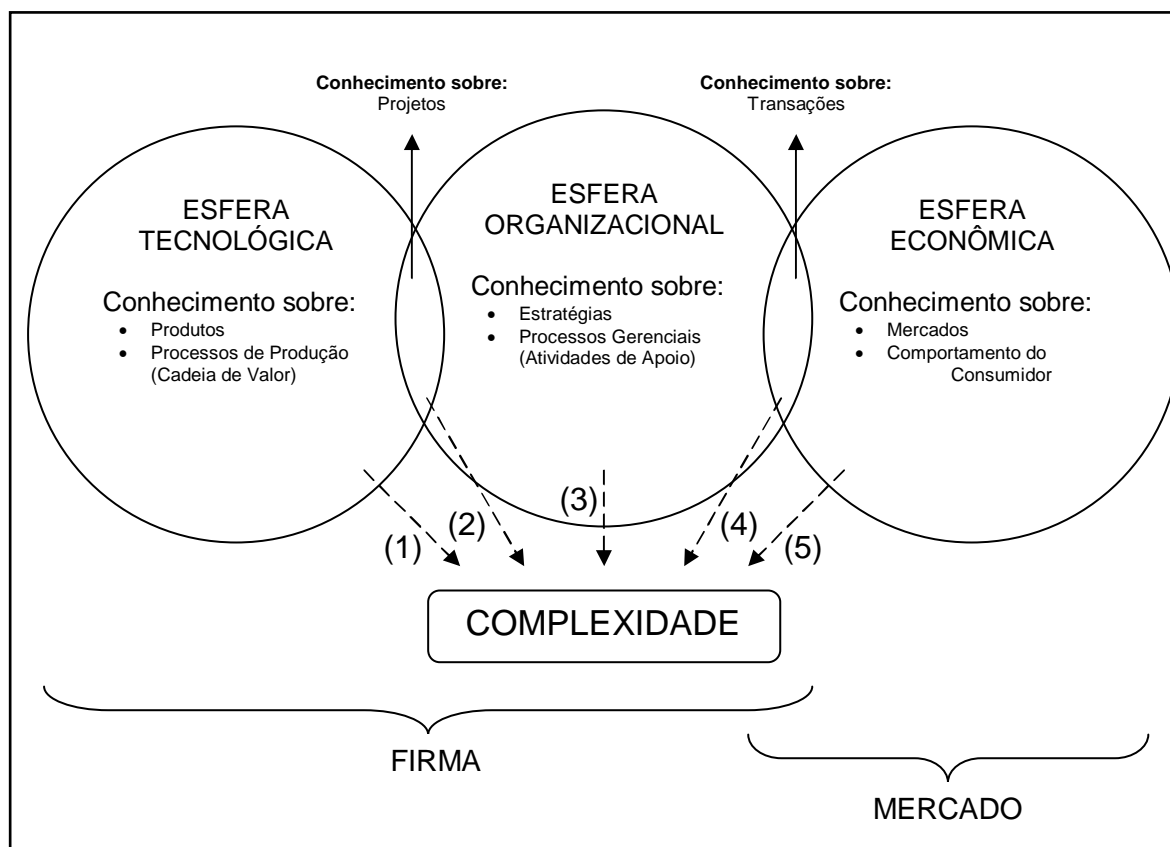 Conhecimento sobre:
Projetos
Conhecimento sobre:
Transações
ESFERA
TECNOLÓGICA
Conhecimento sobre:
• Produtos
• Processos de Produção
(Cadeia de Valor)
ESFERA
ORGANIZACIONAL
Conhecimento sobre:
• Estratégias
• Processos Gerenciais
(Atividades de Apoio)
ESFERA
ECONÔMICA
Conhecimento sobre:
• Mercados
• Comportamento do
Consumidor
(1)
(2)
(3)
(4)
(5)
COMPLEXIDADE
FIRMA
MERCADO